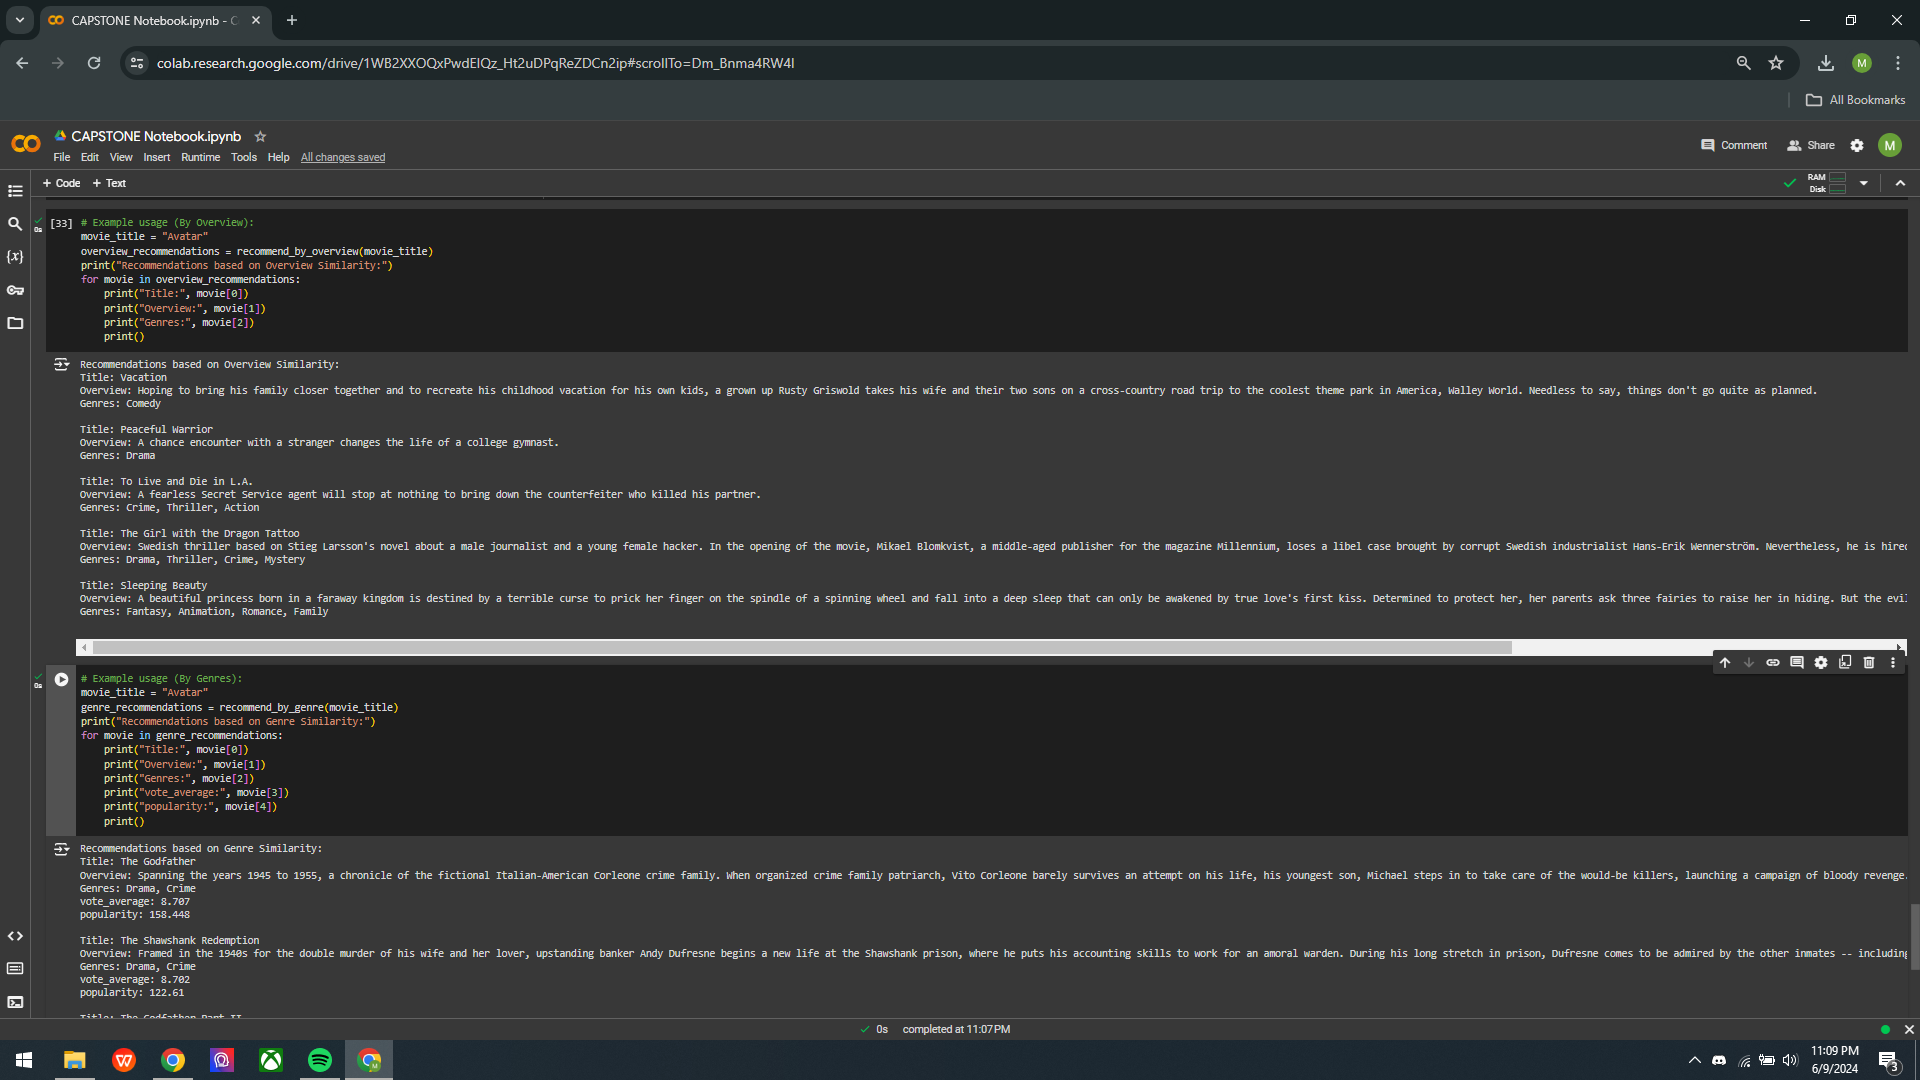 CAPSTONE Notebook.ipynb - C
colab.research.google.com/drive/1WB2XXOQxPwdElQz_Ht2uDPqReZDCn2ip#scrollTo=Dm_Bnma4RW4l
M
All Bookmarks
CAPSTONE Notebook.ipynb
File Edit View Insert Runtime Tools Help All changes saved
Comment Share M
+ Code + Text
RAM
Disk
[33] # Example usage (By Overview):
0s
movie_title = "Avatar"
overview_recommendations = recommend_by_overview(movie_title)
print("Recommendations based on Overview Similarity:")
for movie in overview_recommendations:
    print("Title:", movie[0])
    print("Overview:", movie[1])
    print("Genres:", movie[2])
    print()
Recommendations based on Overview Similarity:
Title: Vacation
Overview: Hoping to bring his family closer together and to recreate his childhood vacation for his own kids, a grown up Rusty Griswold takes his wife and their two sons on a cross-country road trip to the coolest theme park in America, Walley World. Needless to say, things don't go quite as planned.
Genres: Comedy
Title: Peaceful Warrior
Overview: A chance encounter with a stranger changes the life of a college gymnast.
Genres: Drama
Title: To Live and Die in L.A.
Overview: A fearless Secret Service agent will stop at nothing to bring down the counterfeiter who killed his partner.
Genres: Crime, Thriller, Action
Title: The Girl with the Dragon Tattoo
Overview: Swedish thriller based on Stieg Larsson's novel about a male journalist and a young female hacker. In the opening of the movie, Mikael Blomkvist, a middle-aged publisher for the magazine Millennium, loses a libel case brought by corrupt Swedish industrialist Hans-Erik Wennerström. Nevertheless, he is hired
Genres: Drama, Thriller, Crime, Mystery
Title: Sleeping Beauty
Overview: A beautiful princess born in a faraway kingdom is destined by a terrible curse to prick her finger on the spindle of a spinning wheel and fall into a deep sleep that can only be awakened by true love's first kiss. Determined to protect her, her parents ask three fairies to raise her in hiding. But the evil
Genres: Fantasy, Animation, Romance, Family
# Example usage (By Genres):
0s
movie_title = "Avatar"
genre_recommendations = recommend_by_genre(movie_title)
print("Recommendations based on Genre Similarity:")
for movie in genre_recommendations:
    print("Title:", movie[0])
    print("Overview:", movie[1])
    print("Genres:", movie[2])
    print("vote_average:", movie[3])
    print("popularity:", movie[4])
    print()
Recommendations based on Genre Similarity:
Title: The Godfather
Overview: Spanning the years 1945 to 1955, a chronicle of the fictional Italian-American Corleone crime family. When organized crime family patriarch, Vito Corleone barely survives an attempt on his life, his youngest son, Michael steps in to take care of the would-be killers, launching a campaign of bloody revenge.
Genres: Drama, Crime
vote_average: 8.707
popularity: 158.448
Title: The Shawshank Redemption
Overview: Framed in the 1940s for the double murder of his wife and her lover, upstanding banker Andy Dufresne begins a new life at the Shawshank prison, where he puts his accounting skills to work for an amoral warden. During his long stretch in prison, Dufresne comes to be admired by the other inmates -- including
Genres: Drama, Crime
vote_average: 8.702
popularity: 122.61
Title: The Godfather Part II
0s completed at 11:07 PM
11:09 PM
6/9/2024
3